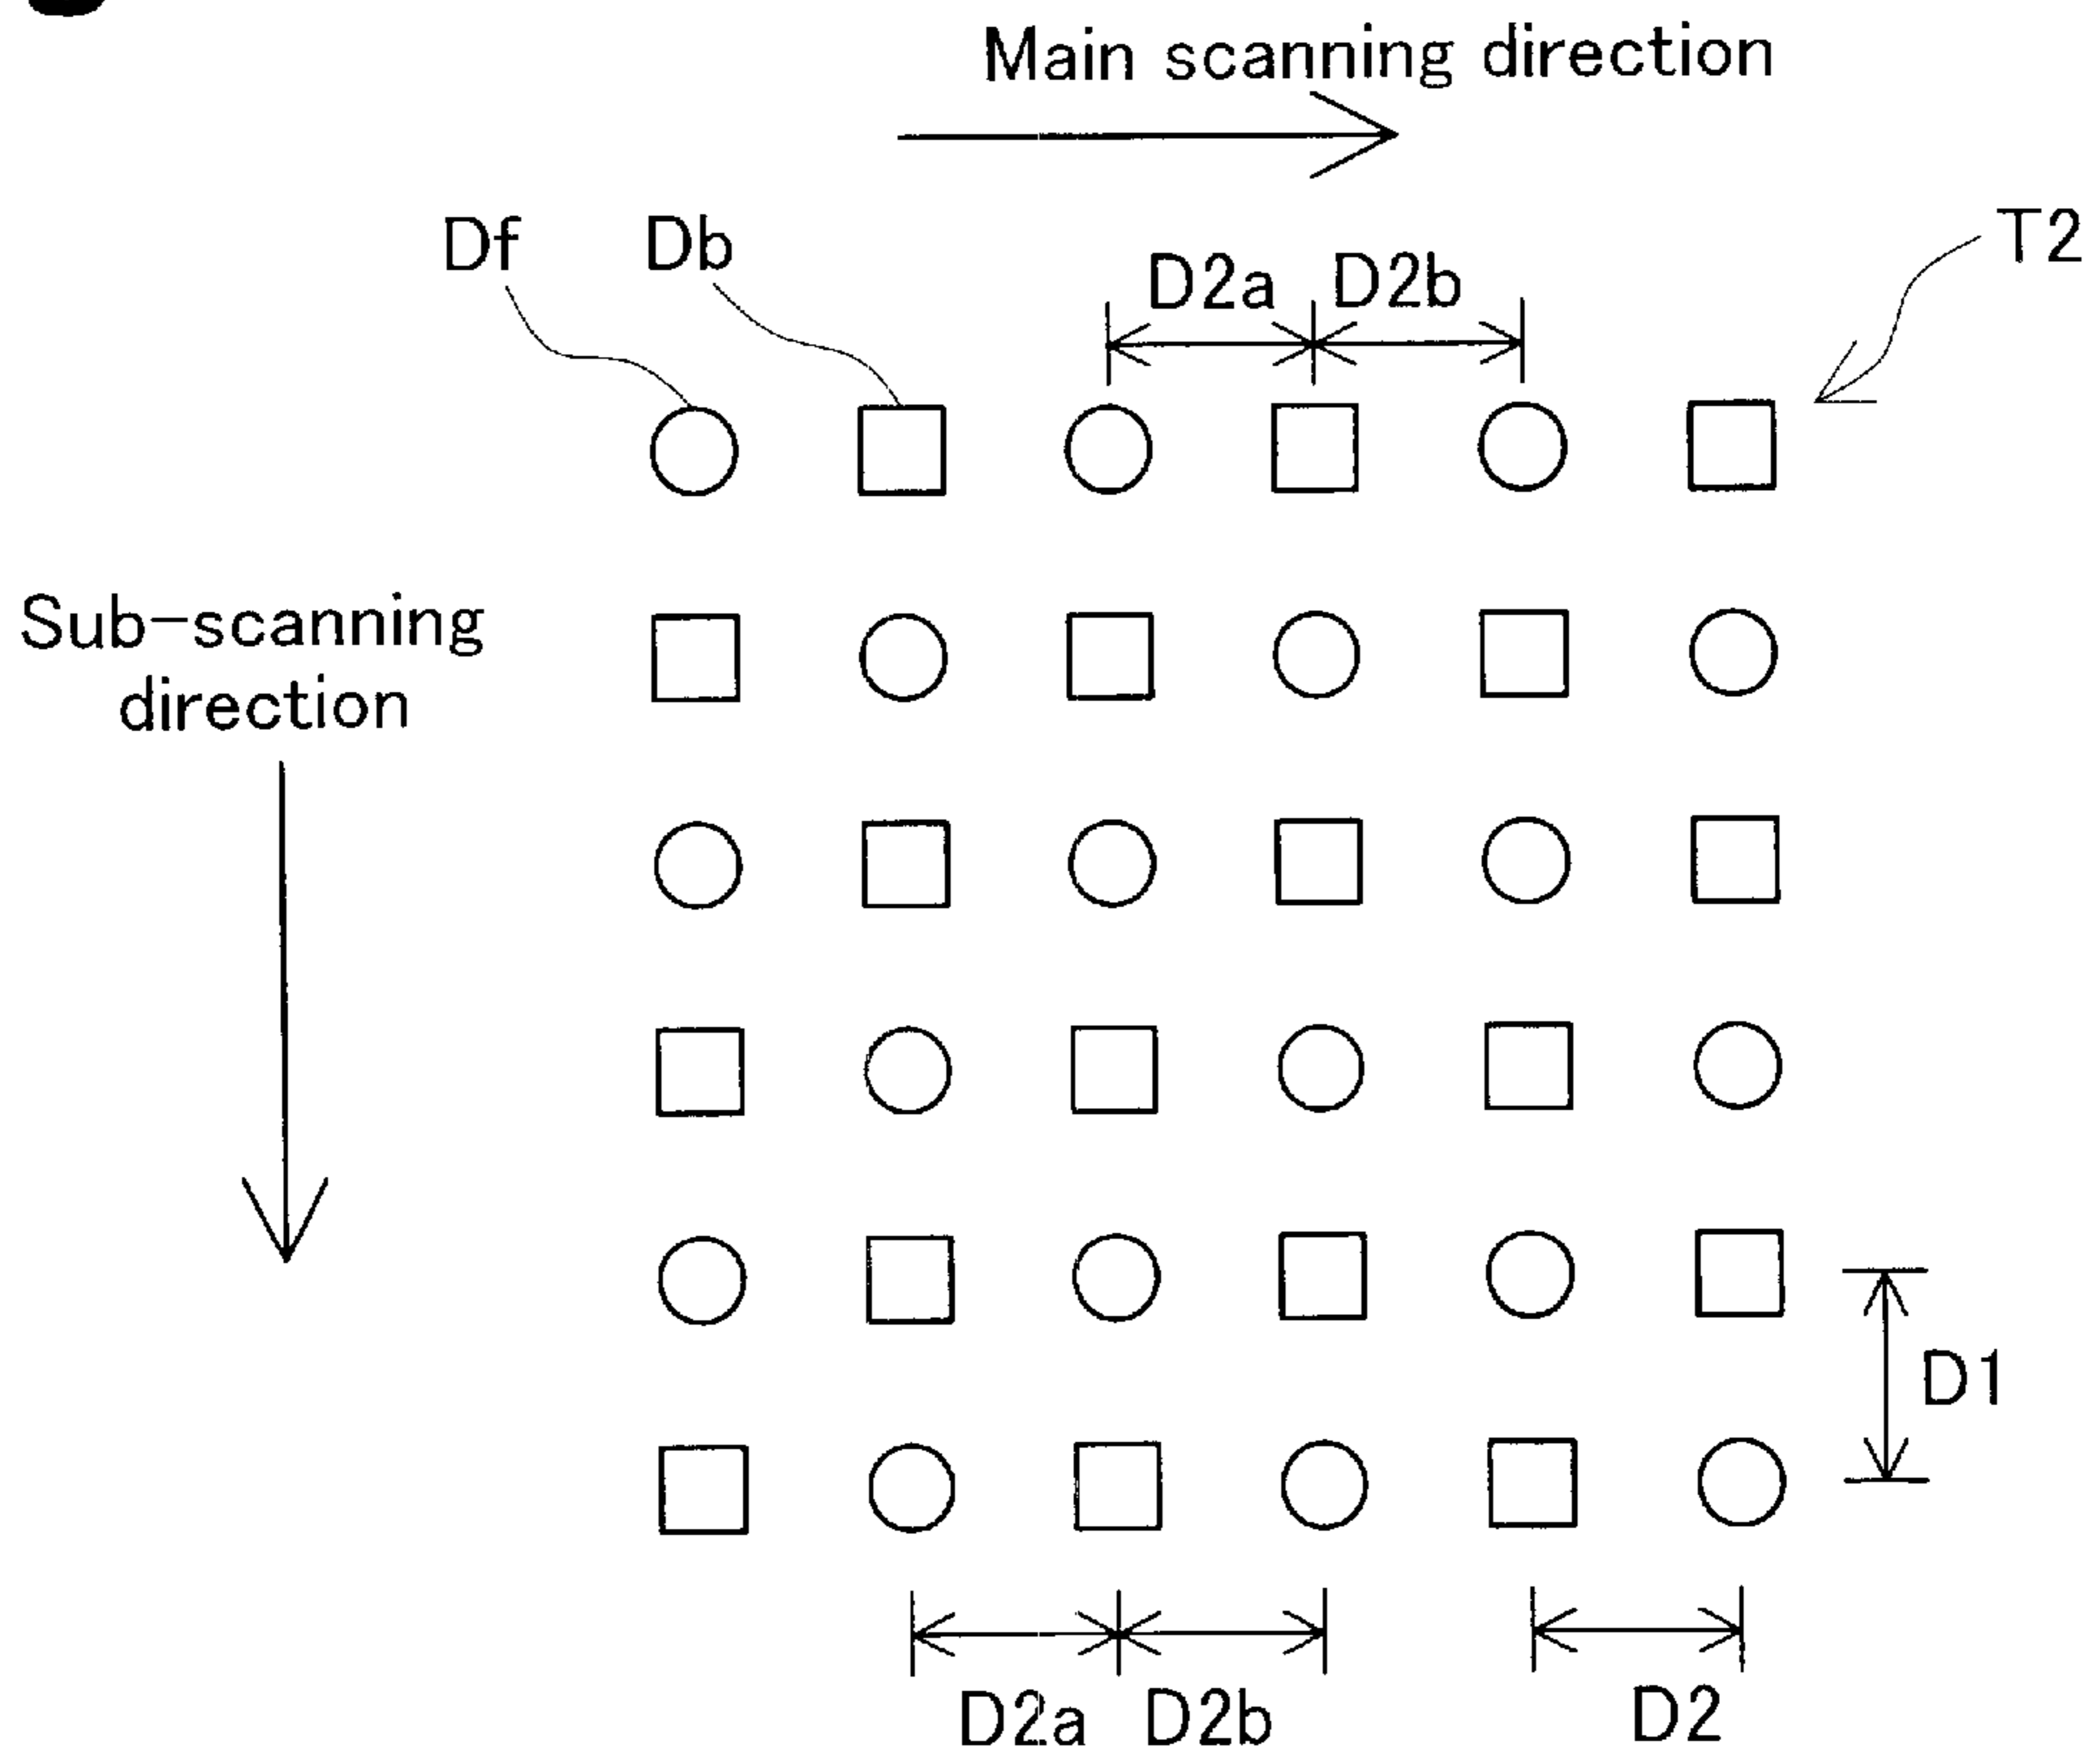 Main scanning direction
Df
Db
D2a
D2b
T2
Sub-scanning
direction
D1
D2a
D2b
D2